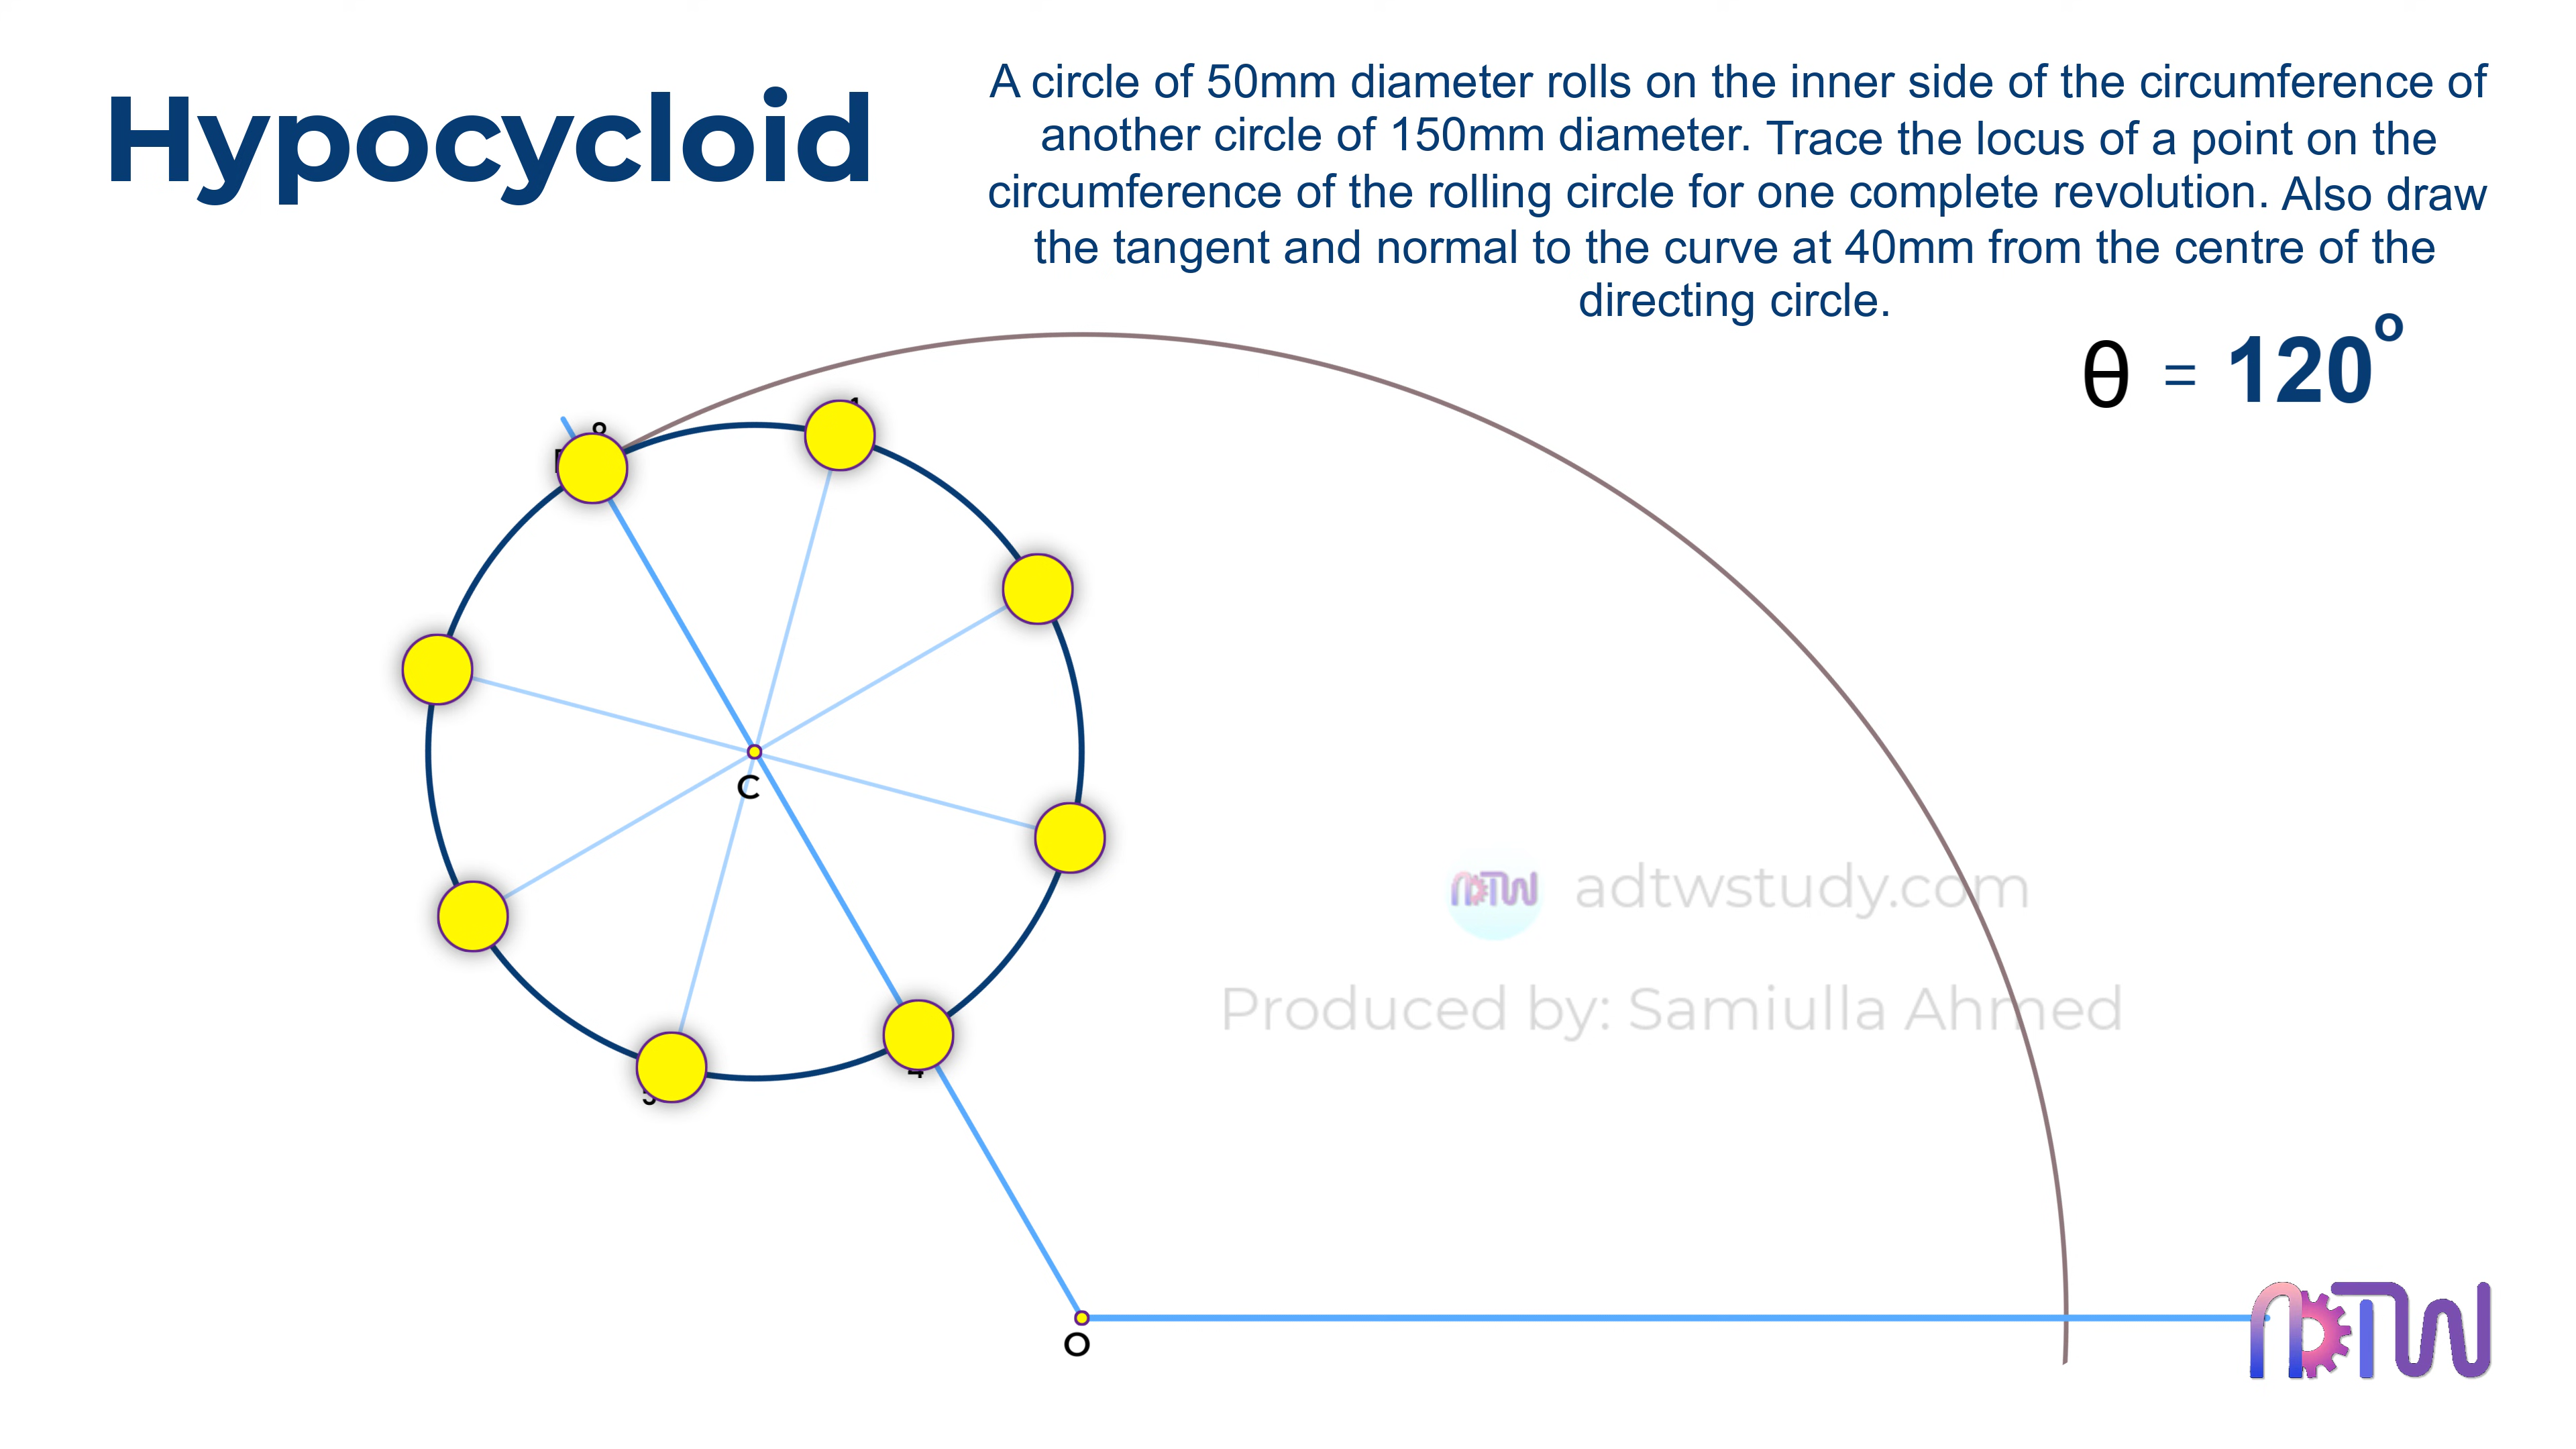 Hypocycloid
A circle of 50mm diameter rolls on the inner side of the circumference of
another circle of 150mm diameter. Trace the locus of a point on the
circumference of the rolling circle for one complete revolution. Also draw
the tangent and normal to the curve at 40mm from the centre of the
directing circle.
θ = 120°
C
adtwstudy.com
Produced by: Samiulla Ahmed
O
ADTW